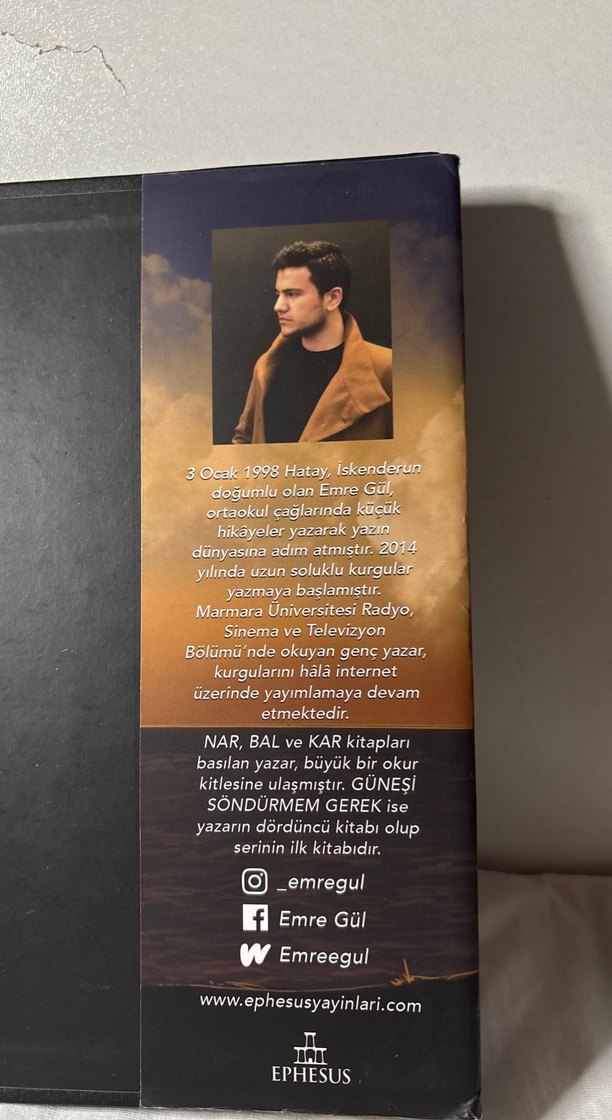 3 Ocak 1998 Hatay, İskenderun
doğumlu olan Emre Gül,
ortaokul çağlarında küçük
hikâyeler yazarak yazın
dünyasına adım atmıştır. 2014
yılında uzun soluklu kurgular
yazmaya başlamıştır.
Marmara Üniversitesi Radyo,
Sinema ve Televizyon
Bölümü'nde okuyan genç yazar,
kurgularını hâlâ internet
üzerinde yayımlamaya devam
etmektedir.
NAR, BAL ve KAR kitapları
basılan yazar, büyük bir okur
kitlesine ulaşmıştır. GÜNEŞİ
SÖNDÜRMEM GEREK ise
yazarın dördüncü kitabı olup
serinin ilk kitabıdır.
_emregul
Emre Gül
Emreegul
www.ephesusyayinlari.com
EPHESUS